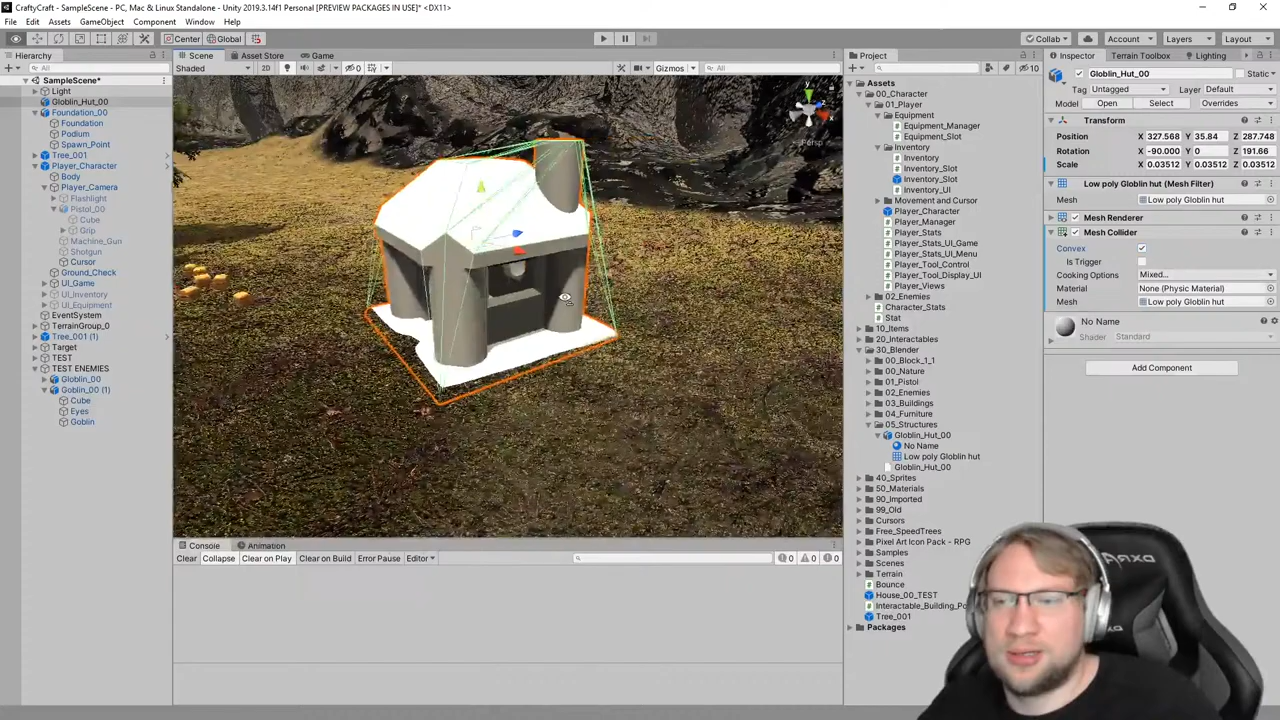 CraftyCraft - SampleScene - PC, Mac & Linux Standalone - Unity 2019.3.14f1 Personal [PREVIEW PACKAGES IN USE]* <DX11>
File Edit Assets GameObject Component Window Help
Center Global Collab Account Layers Layout
Hierarchy
All
SampleScene*
Light
Globlin_Hut_00
Foundation_00
Foundation
Podium
Spawn_Point
Tree_001
Player_Character
Body
Player_Camera
Flashlight
Pistol_00
Cube
Grip
Machine_Gun
Shotgun
Cursor
Ground_Check
UI_Game
UI_Inventory
UI_Equipment
EventSystem
TerrainGroup_0
Tree_001 (1)
Target
TEST
TEST ENEMIES
Globlin_00
Goblin_00 (1)
Cube
Eyes
Goblin
Scene Asset Store Game
Shaded 2D 0 Gizmos All
y
Persp
Console Animation
Clear Collapse Clear on Play Clear on Build Error Pause Editor 0 0 0
Project
10
Assets
00_Character
01_Player
Equipment
Equipment_Manager
Equipment_Slot
Inventory
Inventory
Inventory_Slot
Inventory_Slot
Inventory_UI
Movement and Cursor
Player_Character
Player_Manager
Player_Stats
Player_Stats_UI_Game
Player_Stats_UI_Menu
Player_Tool_Control
Player_Tool_Display_UI
Player_Views
02_Enemies
Character_Stats
Stat
10_Items
20_Interactables
30_Blender
00_Block_1_1
00_Nature
01_Pistol
02_Enemies
03_Buildings
04_Furniture
05_Structures
Globlin_Hut_00
No Name
Low poly Globlin hut
Globlin_Hut_00
40_Sprites
50_Materials
90_Imported
99_Old
Cursors
Free_SpeedTrees
Pixel Art Icon Pack - RPG
Samples
Scenes
Terrain
Bounce
House_00_TEST
Interactable_Building_Po
Tree_001
Packages
Inspector Terrain Toolbox Lighting
Globlin_Hut_00 Static
Tag Untagged Layer Default
Model Open Select Overrides
Transform
Position X 327.568 Y 35.84 Z 287.748
Rotation X -90.000 Y 0 Z 191.66
Scale X 0.03512 Y 0.03512 Z 0.03512
Low poly Globlin hut (Mesh Filter)
Mesh Low poly Globlin hut
Mesh Renderer
Mesh Collider
Convex
Is Trigger
Cooking Options Mixed...
Material None (Physic Material)
Mesh Low poly Globlin hut
No Name
Shader Standard
Add Component